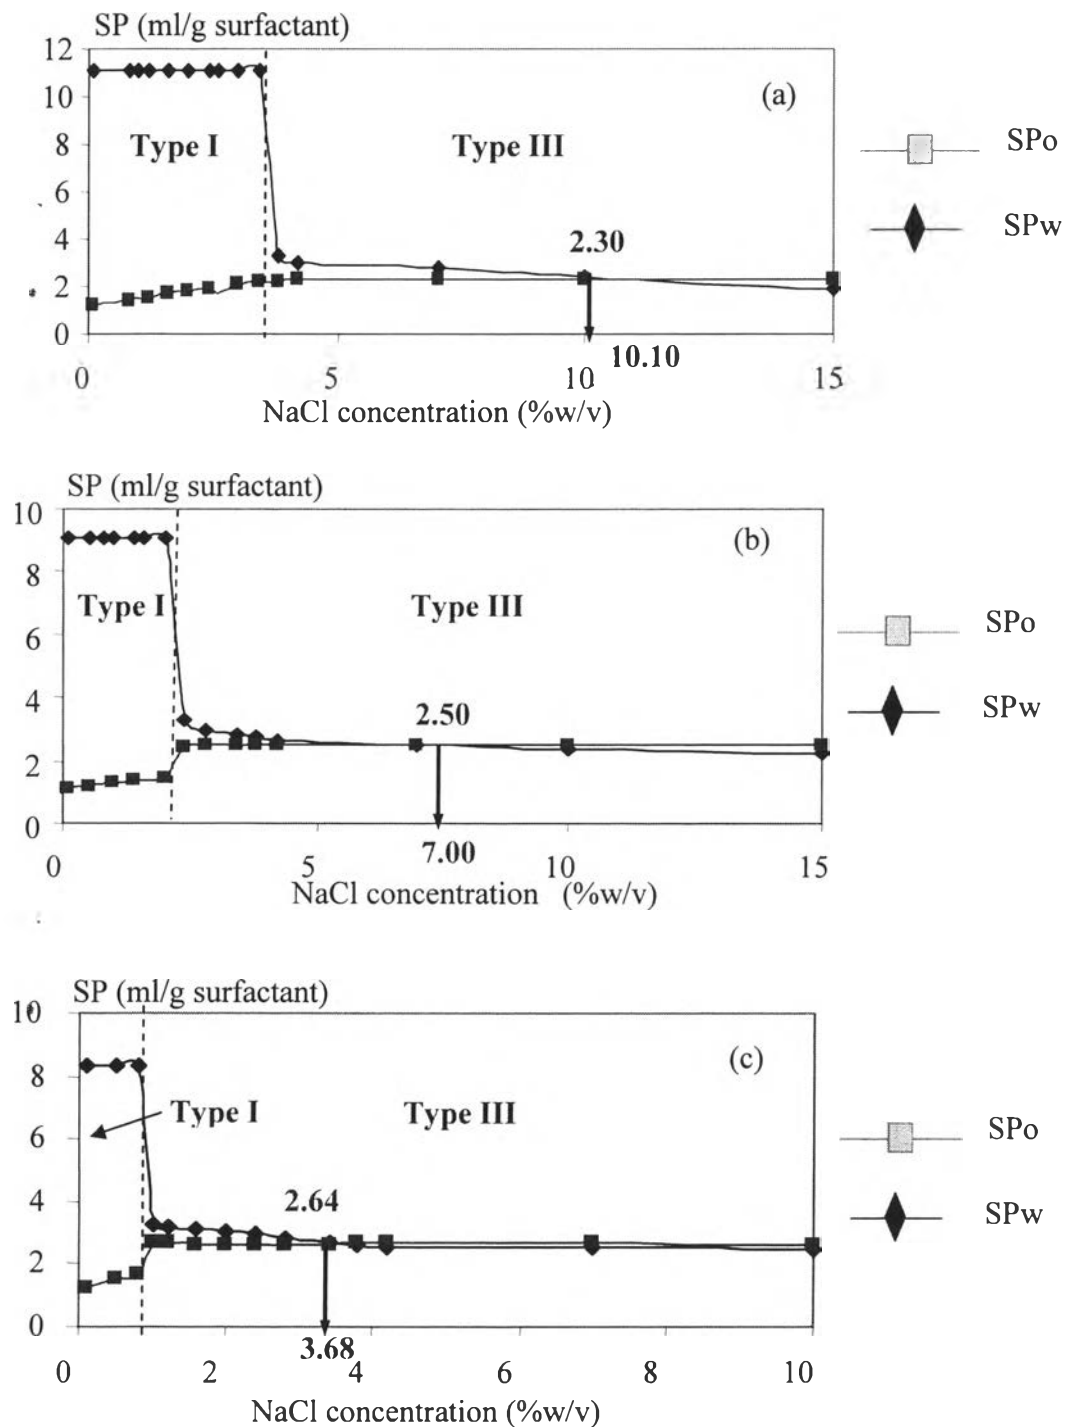 SP (ml/g surfactant)
12
10
8
6
4
2
0
(a)
Type I
Type III
2.30
10.10
0
5
10
15
NaCl concentration (%w/v)
SPo
SPw
SP (ml/g surfactant)
10
8
6
4
2
0
(b)
Type I
Type III
2.50
7.00
0
5
10
15
NaCl concentration (%w/v)
SPo
SPw
SP (ml/g surfactant)
10
8
6
4
2
0
(c)
Type I
Type III
2.64
3.68
0
2
4
6
8
10
NaCl concentration (%w/v)
SPo
SPw